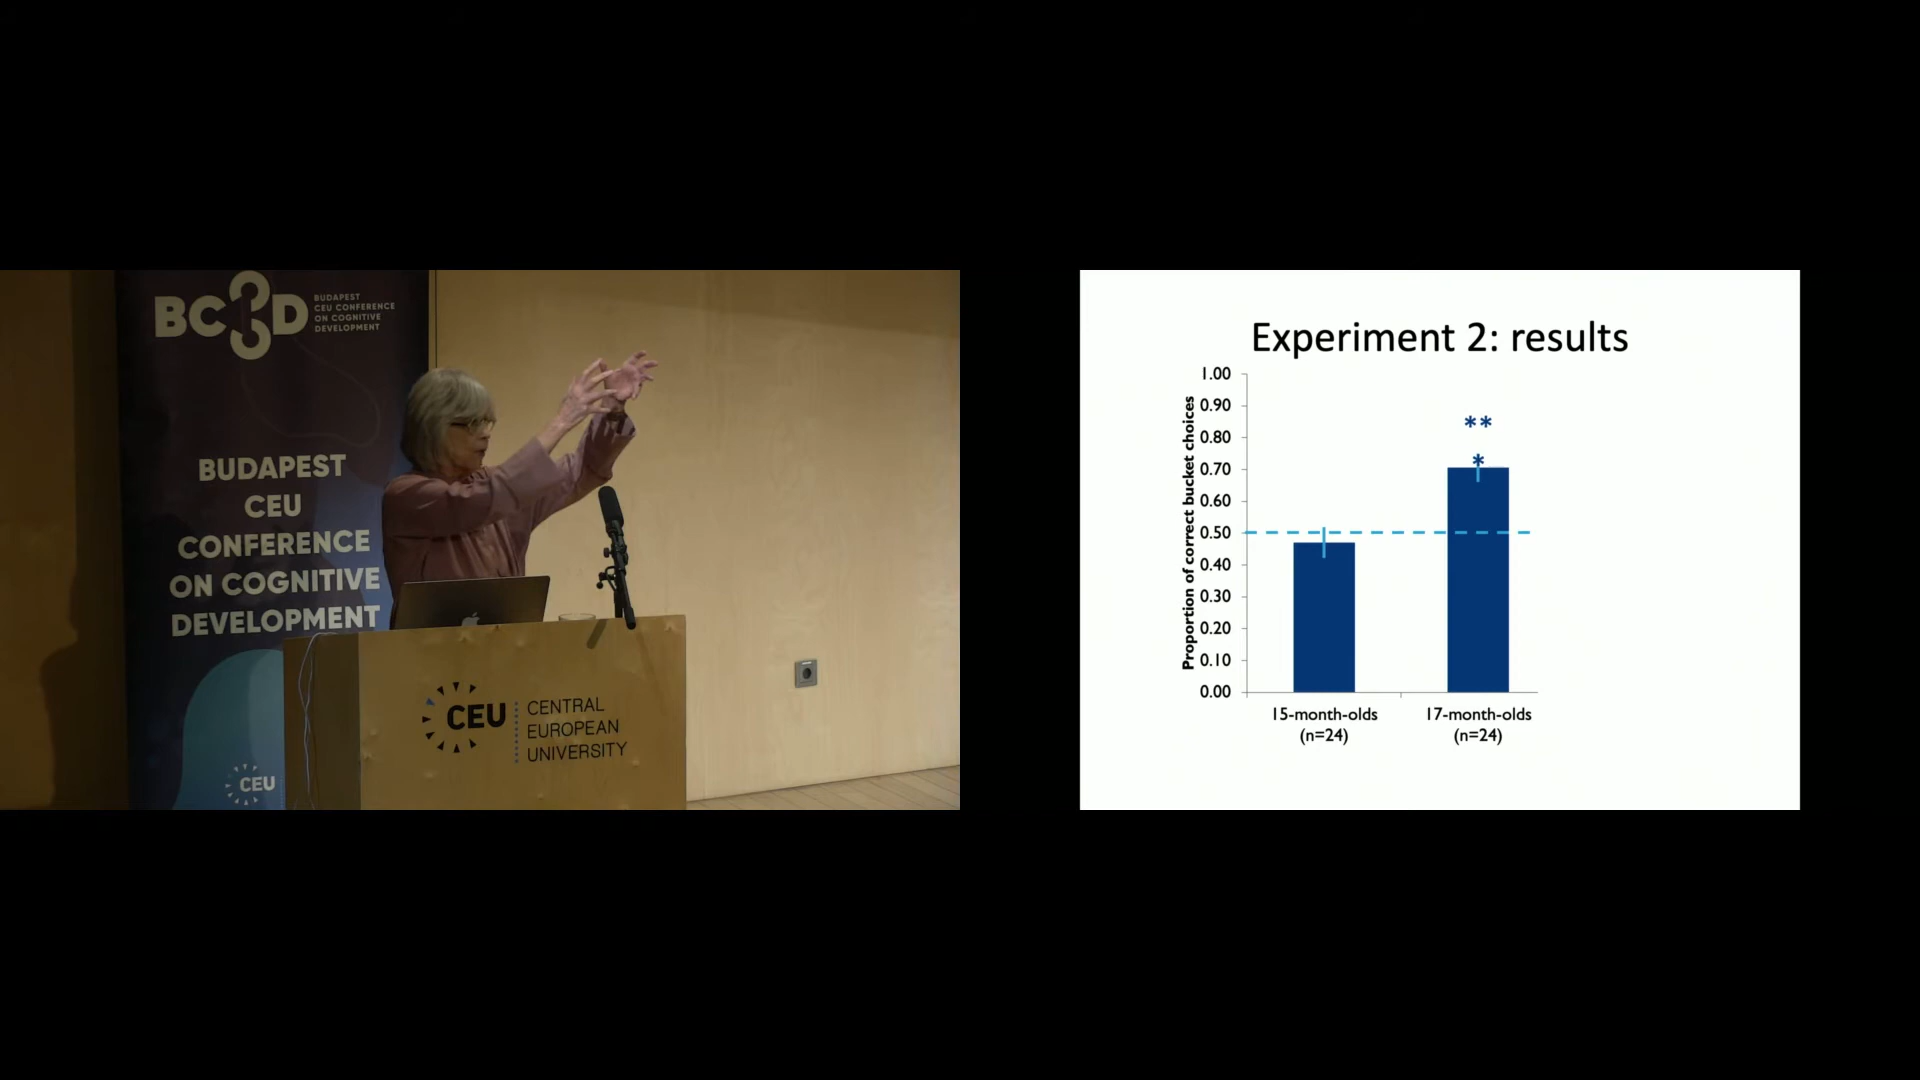 BC3D
BUDAPEST
CEU CONFERENCE
ON COGNITIVE
DEVELOPMENT
BUDAPEST
CEU
CONFERENCE
ON COGNITIVE
DEVELOPMENT
CEU
CEU
CENTRAL
EUROPEAN
UNIVERSITY
Experiment 2: results
Proportion of correct bucket choices
1.00
0.90
0.80
0.70
0.60
0.50
0.40
0.30
0.20
0.10
0.00
**
*
15-month-olds
(n=24)
17-month-olds
(n=24)